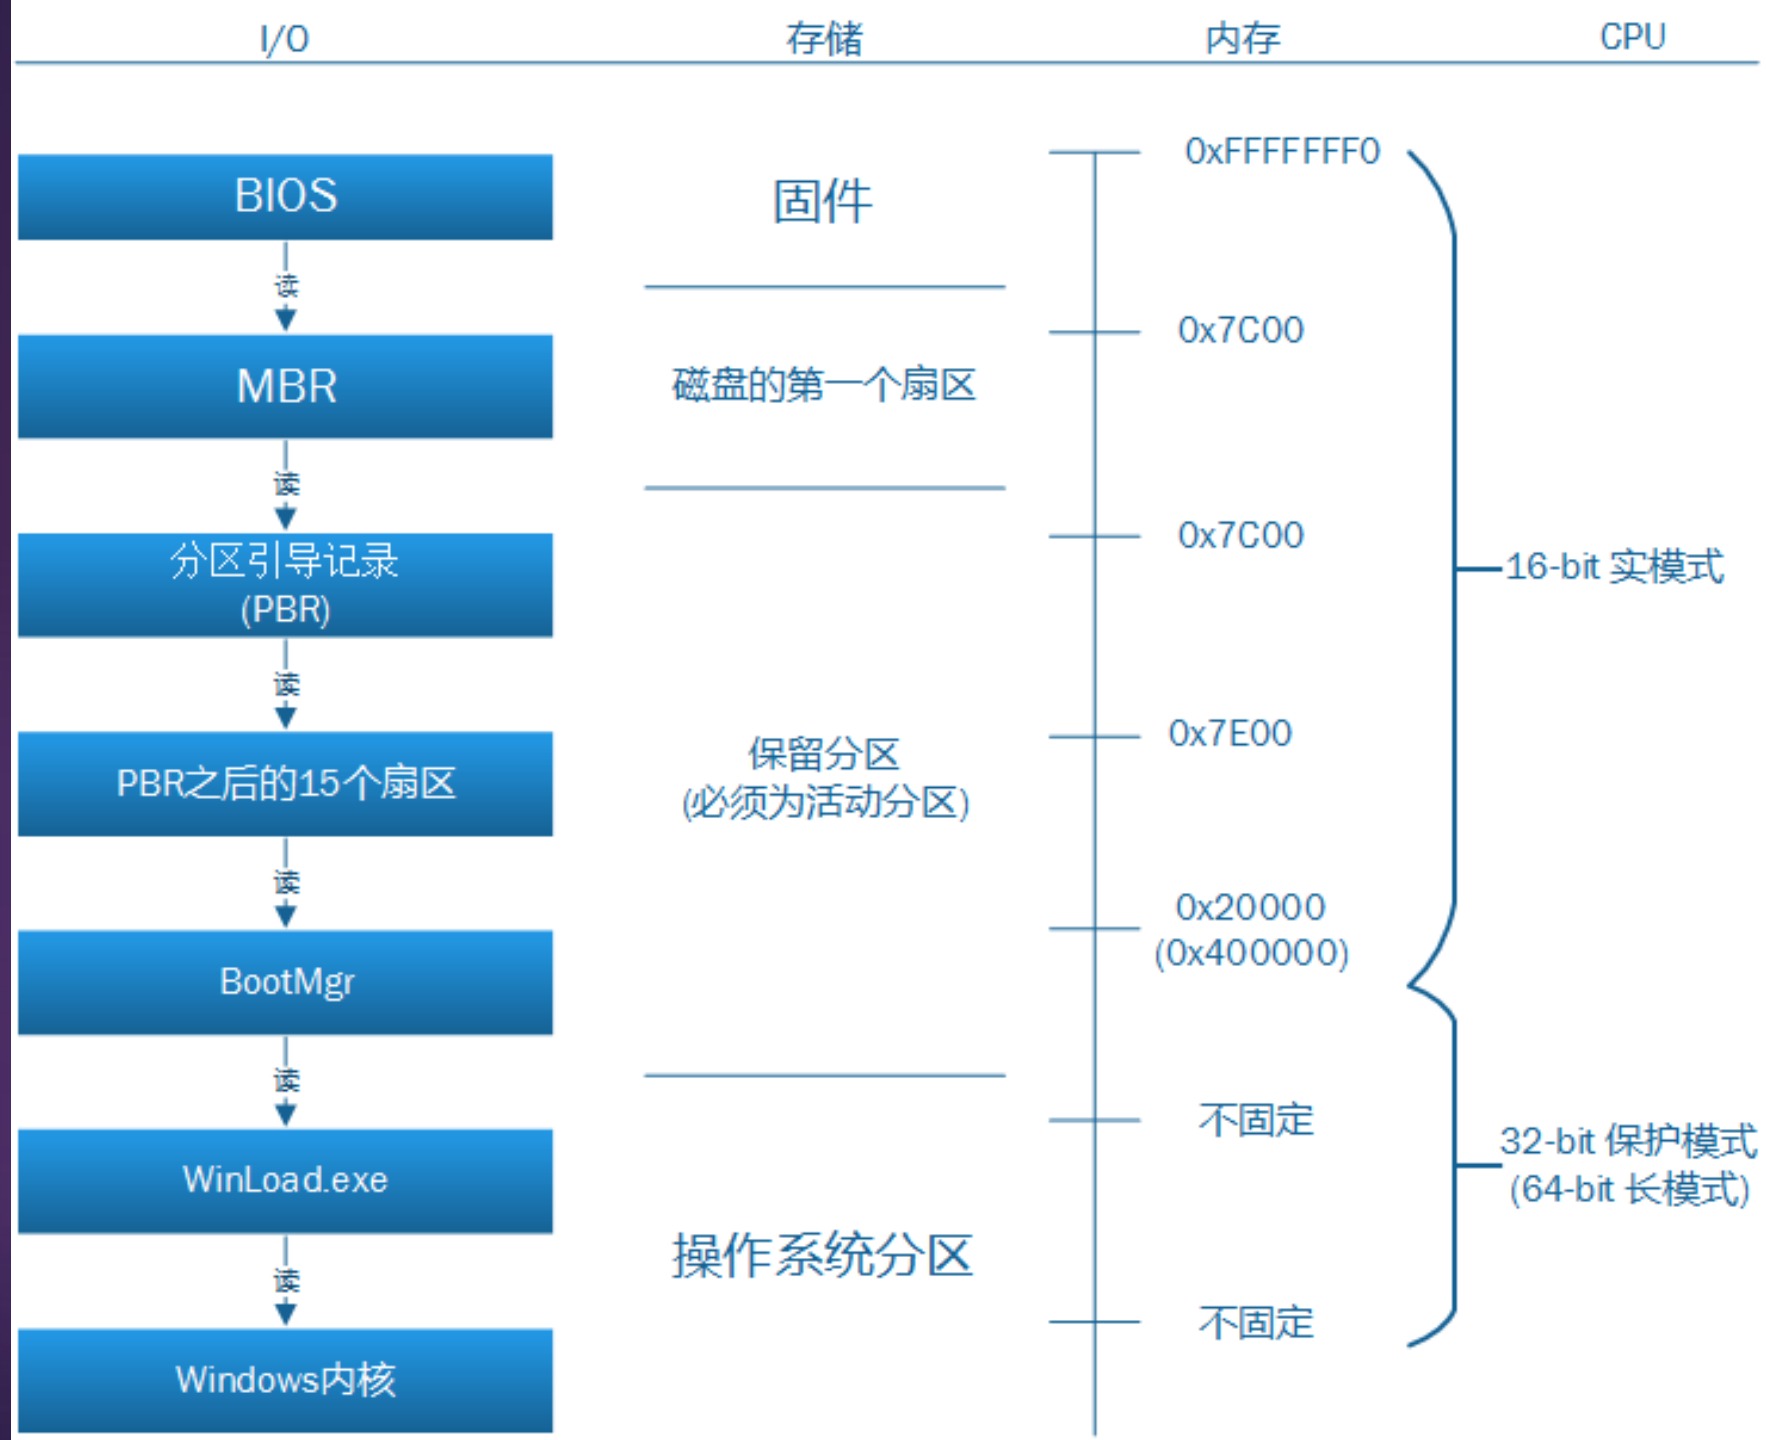 I/O
存储
内存
CPU
BIOS
固件
0xFFFFFFF0
读
MBR
磁盘的第一个扇区
0x7C00
读
分区引导记录
(PBR)
0x7C00
16-bit 实模式
读
PBR之后的15个扇区
保留分区
(必须为活动分区)
0x7E00
读
BootMgr
0x20000
(0x400000)
读
WinLoad.exe
不固定
32-bit 保护模式
(64-bit 长模式)
操作系统分区
读
Windows内核
不固定